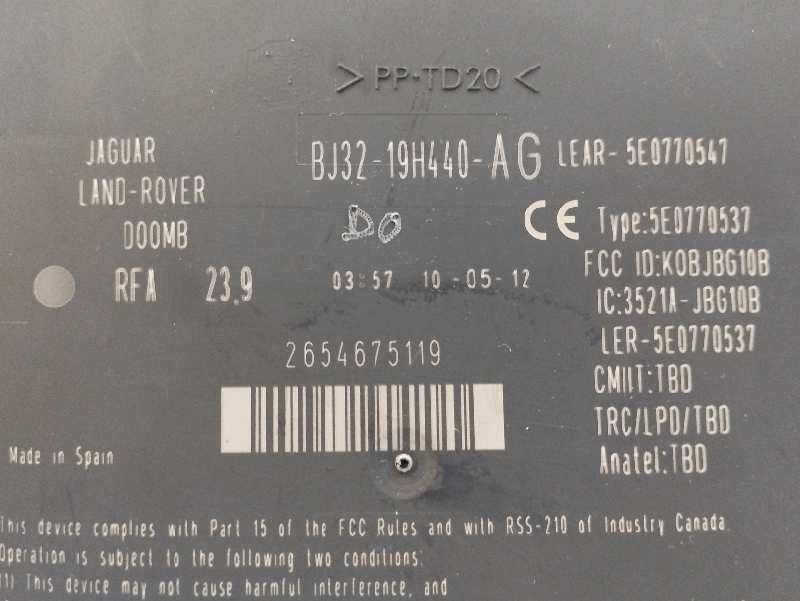 >PP-TD20<
JAGUAR
LAND-ROVER
D00MB
RFA 23.9
BJ32-19H440-AG LEAR-5E0770547
DO
CE Type:5E0770537
03:57 10-05-12
FCC ID:KOBJBG10B
IC:3521A-JBG10B
LER-5E0770537
CMIIT:TBD
TRC/LPD/TBD
Anatel:TBD
2654675119
Made in Spain
This device complies with Part 15 of the FCC Rules and with RSS-210 of Industry Canada.
Operation is subject to the following two conditions:
(1) This device may not cause harmful interference, and